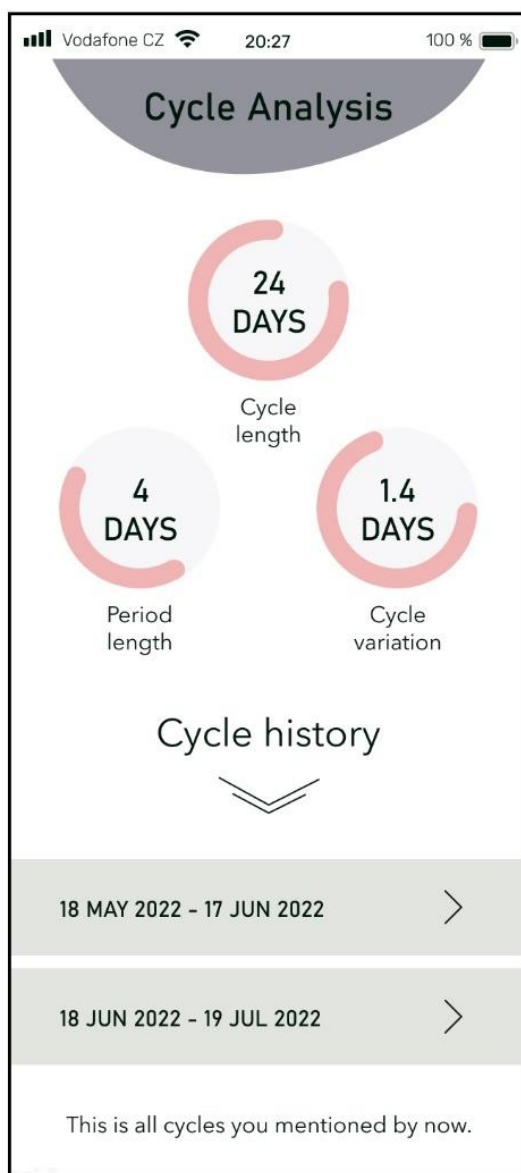 Vodafone CZ 20:27 100 %
Cycle Analysis
24
DAYS
Cycle
length
4
DAYS
Period
length
1.4
DAYS
Cycle
variation
Cycle history
18 MAY 2022 - 17 JUN 2022
18 JUN 2022 - 19 JUL 2022
This is all cycles you mentioned by now.